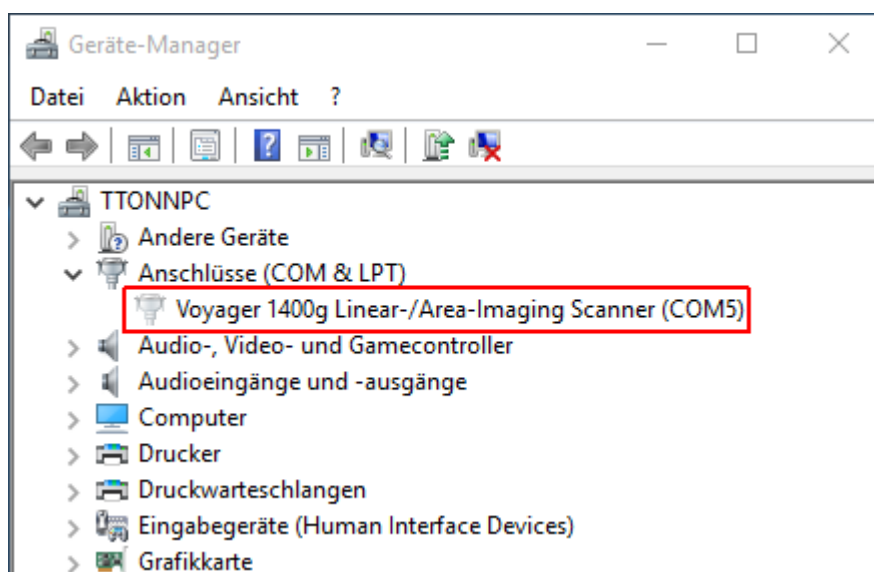 Geräte-Manager
Datei Aktion Ansicht ?
TTONNPC
Andere Geräte
Anschlüsse (COM & LPT)
Voyager 1400g Linear-/Area-Imaging Scanner (COM5)
Audio-, Video- und Gamecontroller
Audioeingänge und -ausgänge
Computer
Drucker
Druckwarteschlangen
Eingabegeräte (Human Interface Devices)
Grafikkarte